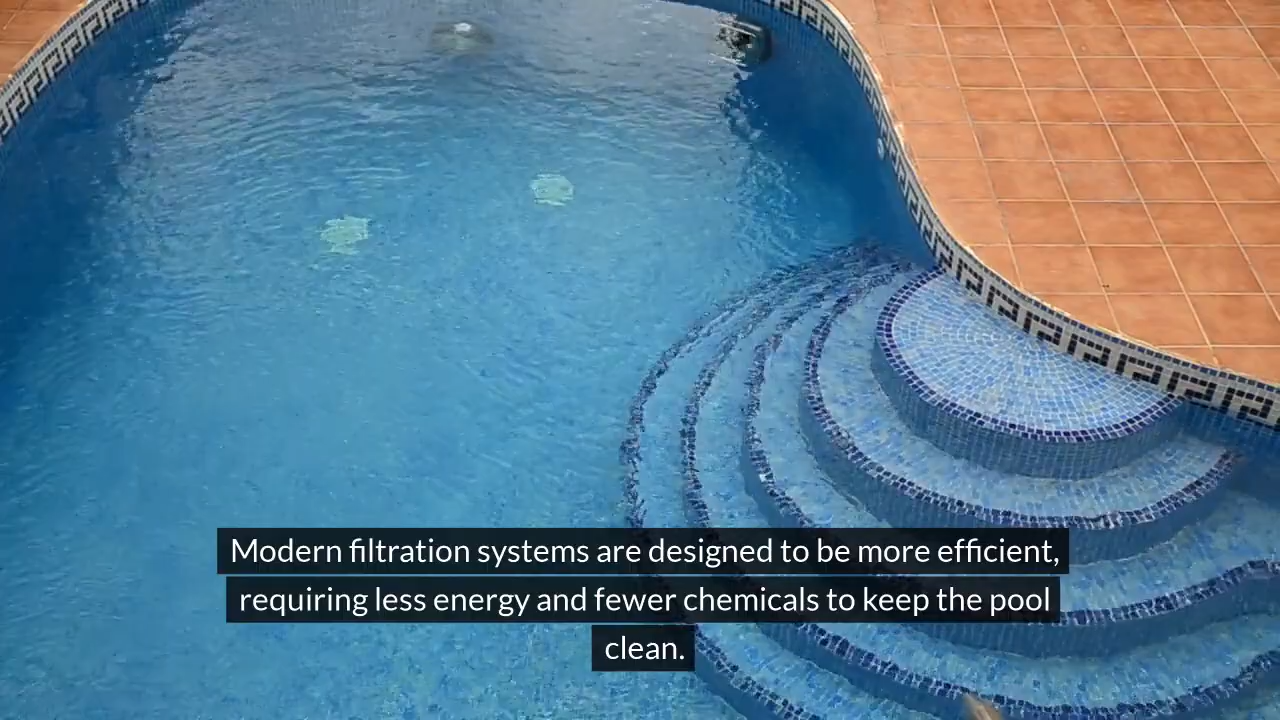 Modern filtration systems are designed to be more efficient,
requiring less energy and fewer chemicals to keep the pool
clean.